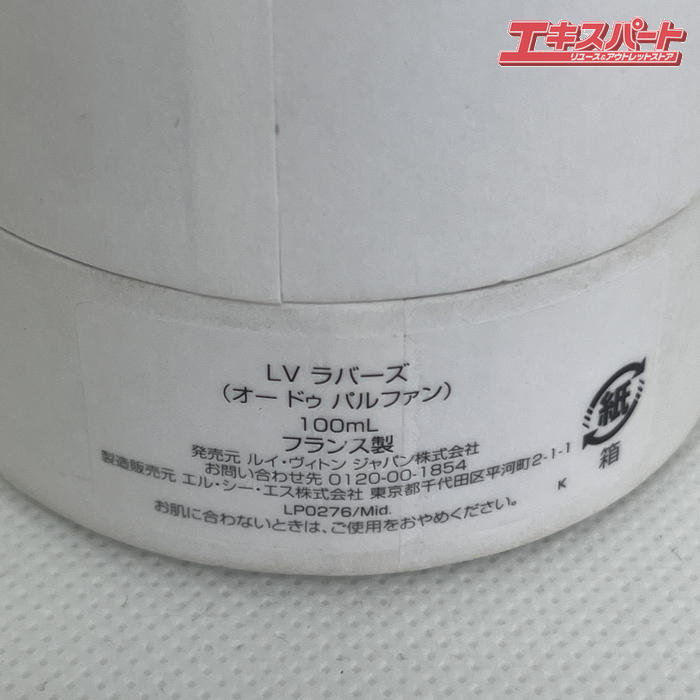 エキスパート
リユース&アウトレットストア
LV ラバーズ
(オー ドゥ パルファン)
100mL
フランス製
発売元 ルイ・ヴィトン ジャパン株式会社
お問い合わせ先 0120-00-1854
製造販売元 エル・シー・エス株式会社 東京都千代田区平河町2-1-1
LP0276/Mid.
K
お肌に合わないときは、ご使用をおやめください。
紙
箱